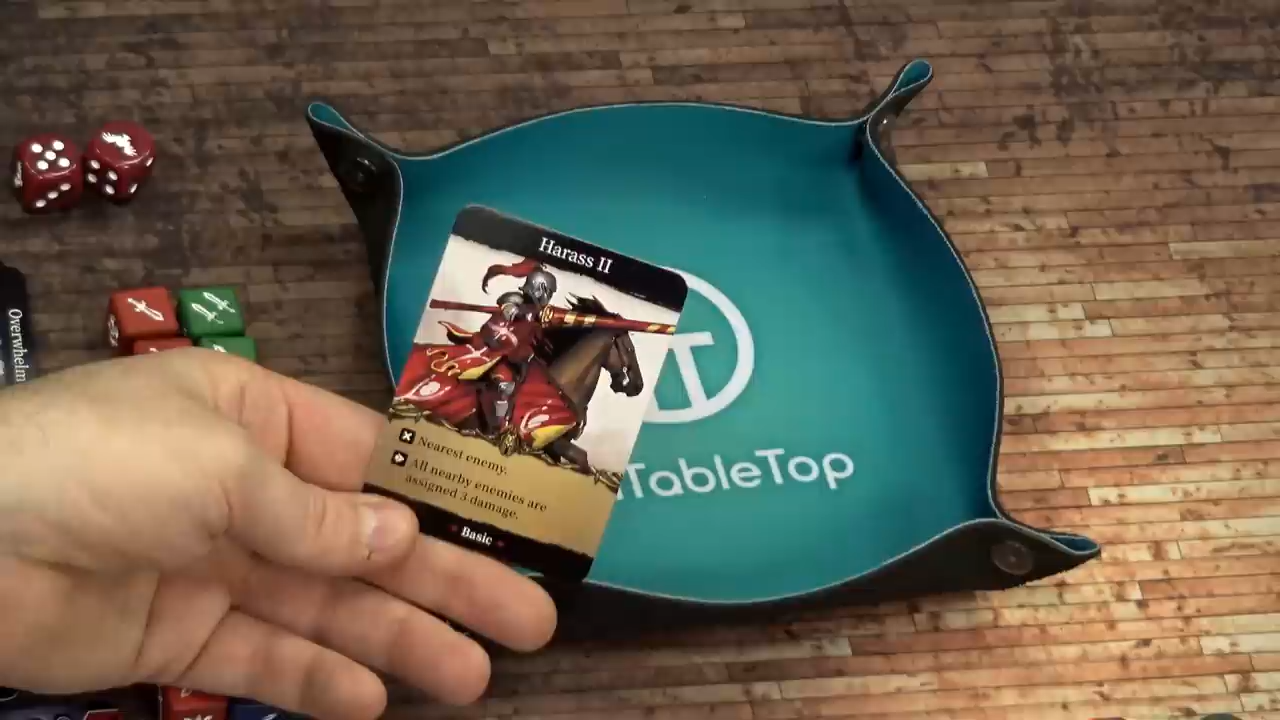 Harass II
Nearest enemy.
All nearby enemies are
assigned 3 damage.
Basic
Overwhelm
T
TableTop